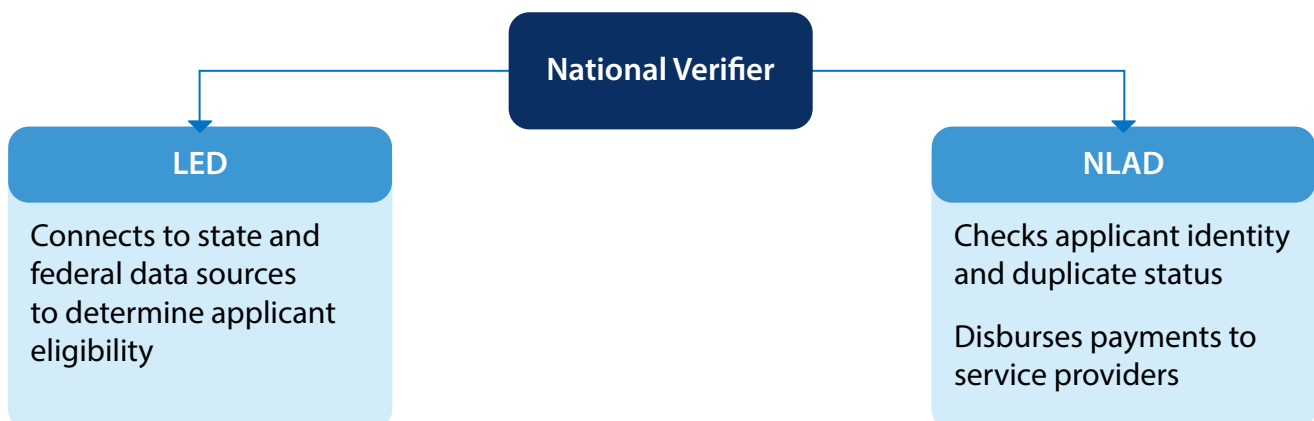 National Verifier
LED
Connects to state and
federal data sources
to determine applicant
eligibility
NLAD
Checks applicant identity
and duplicate status
Disburses payments to
service providers